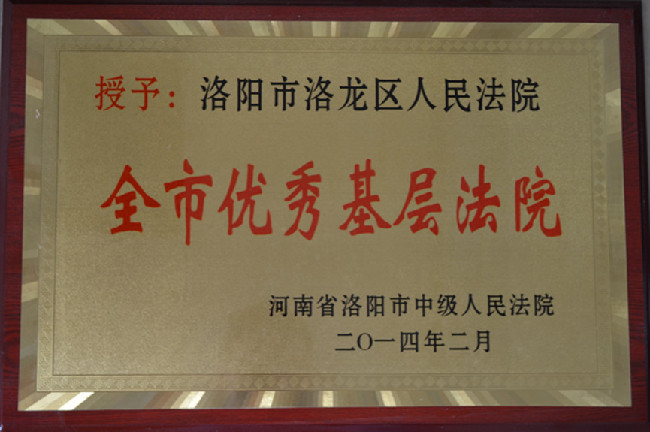 授予：洛阳市洛龙区人民法院
全市优秀基层法院
河南省洛阳市中级人民法院
二〇一四年二月